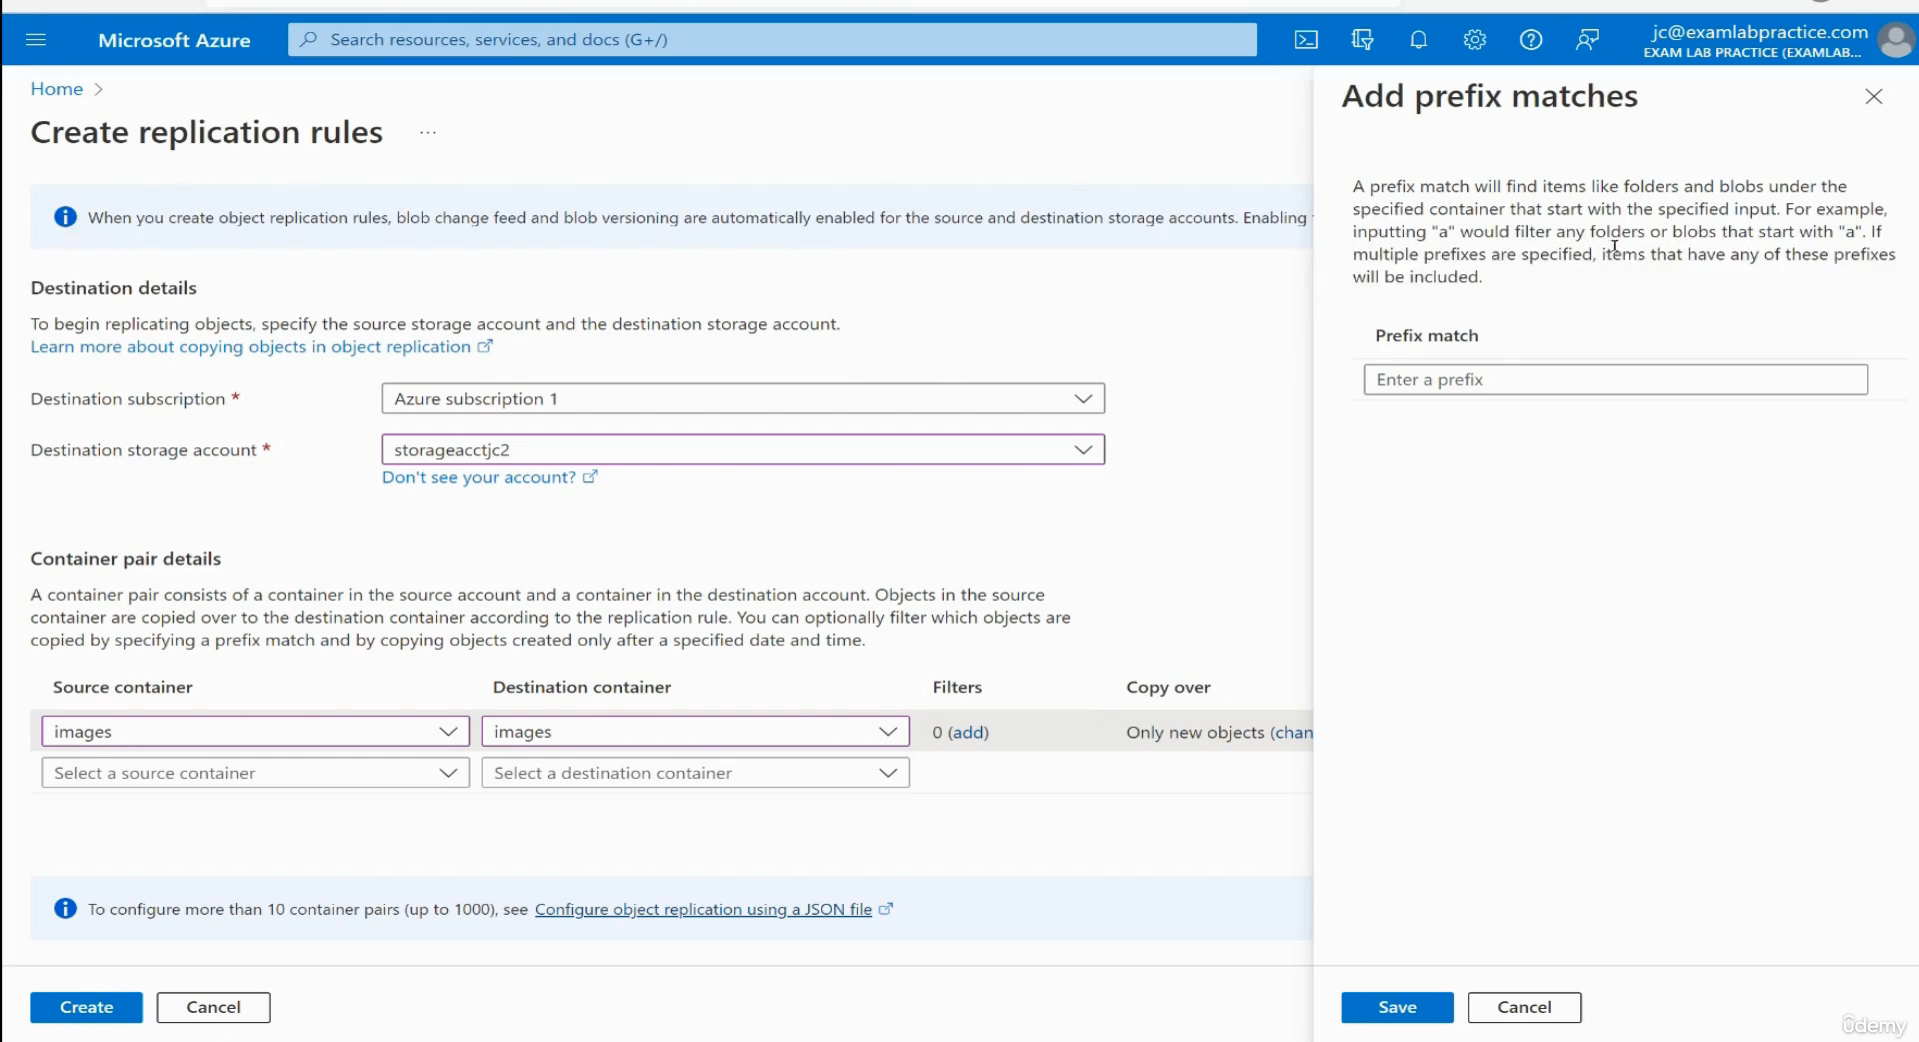 Microsoft Azure
Search resources, services, and docs (G+/)
jc@examlabpractice.com
EXAM LAB PRACTICE (EXAMLAB...
Home
Create replication rules
...
When you create object replication rules, blob change feed and blob versioning are automatically enabled for the source and destination storage accounts. Enabling
Destination details
To begin replicating objects, specify the source storage account and the destination storage account.
Learn more about copying objects in object replication
Destination subscription *
Azure subscription 1
Destination storage account *
storageacctjc2
Don't see your account?
Container pair details
A container pair consists of a container in the source account and a container in the destination account. Objects in the source
container are copied over to the destination container according to the replication rule. You can optionally filter which objects are
copied by specifying a prefix match and by copying objects created only after a specified date and time.
Source container Destination container Filters Copy over
images images 0 (add) Only new objects (chan
Select a source container Select a destination container
To configure more than 10 container pairs (up to 1000), see Configure object replication using a JSON file
Create Cancel
Add prefix matches
A prefix match will find items like folders and blobs under the
specified container that start with the specified input. For example,
inputting "a" would filter any folders or blobs that start with "a". If
multiple prefixes are specified, items that have any of these prefixes
will be included.
Prefix match
Enter a prefix
Save Cancel
ûdemy